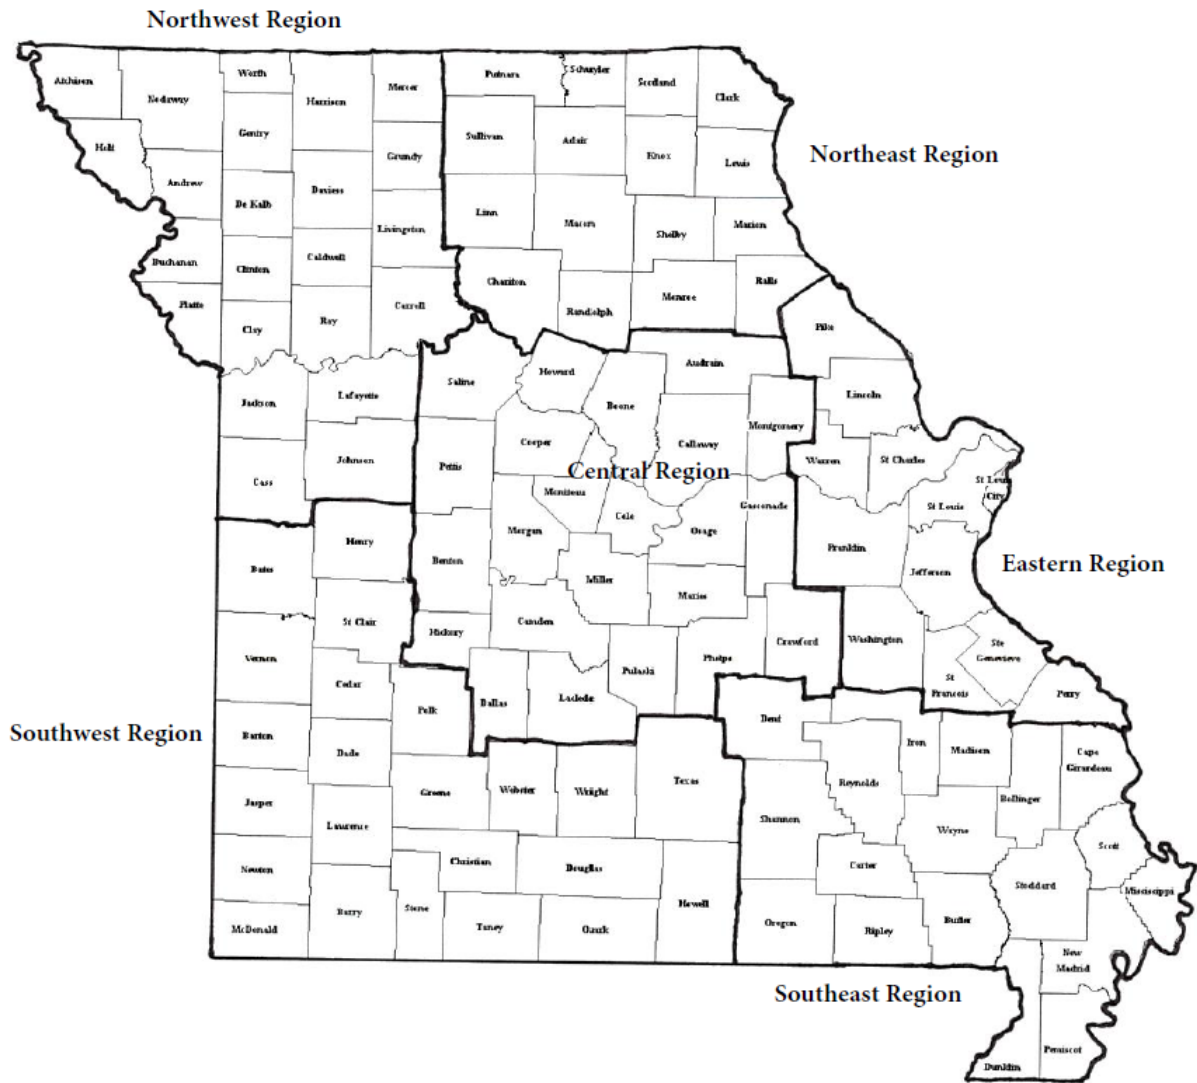 Northwest Region
Atchison
Nodaway
Worth
Harrison
Mercer
Putnam
Schuyler
Scotland
Clark
Holt
Gentry
Grundy
Sullivan
Adair
Knox
Lewis
Northeast Region
Andrew
De Kalb
Daviess
Livingston
Linn
Macon
Shelby
Marion
Buchanan
Clinton
Caldwell
Chariton
Ralls
Platte
Clay
Ray
Carroll
Randolph
Monroe
Pike
Saline
Howard
Audrain
Jackson
Lafayette
Boone
Lincoln
Cooper
Callaway
Montgomery
Cass
Johnson
Pettis
Central Region
Warren
St Charles
St Louis
City
Moniteau
Morgan
Cole
Osage
Gasconade
St Louis
Henry
Franklin
Bates
Benton
Miller
Maries
Jefferson
Eastern Region
St Clair
Hickory
Camden
Pulaski
Phelps
Crawford
Washington
Ste
Genevieve
Vernon
Cedar
Polk
Dallas
Laclede
St
Francois
Perry
Southwest Region
Barton
Dade
Dent
Iron
Madison
Cape
Girardeau
Jasper
Greene
Webster
Wright
Texas
Reynolds
Bollinger
Lawrence
Shannon
Wayne
Scott
Newton
Christian
Douglas
Carter
Stoddard
Mississippi
McDonald
Barry
Stone
Taney
Ozark
Howell
Oregon
Ripley
Butler
New
Madrid
Southeast Region
Dunklin
Pemiscot